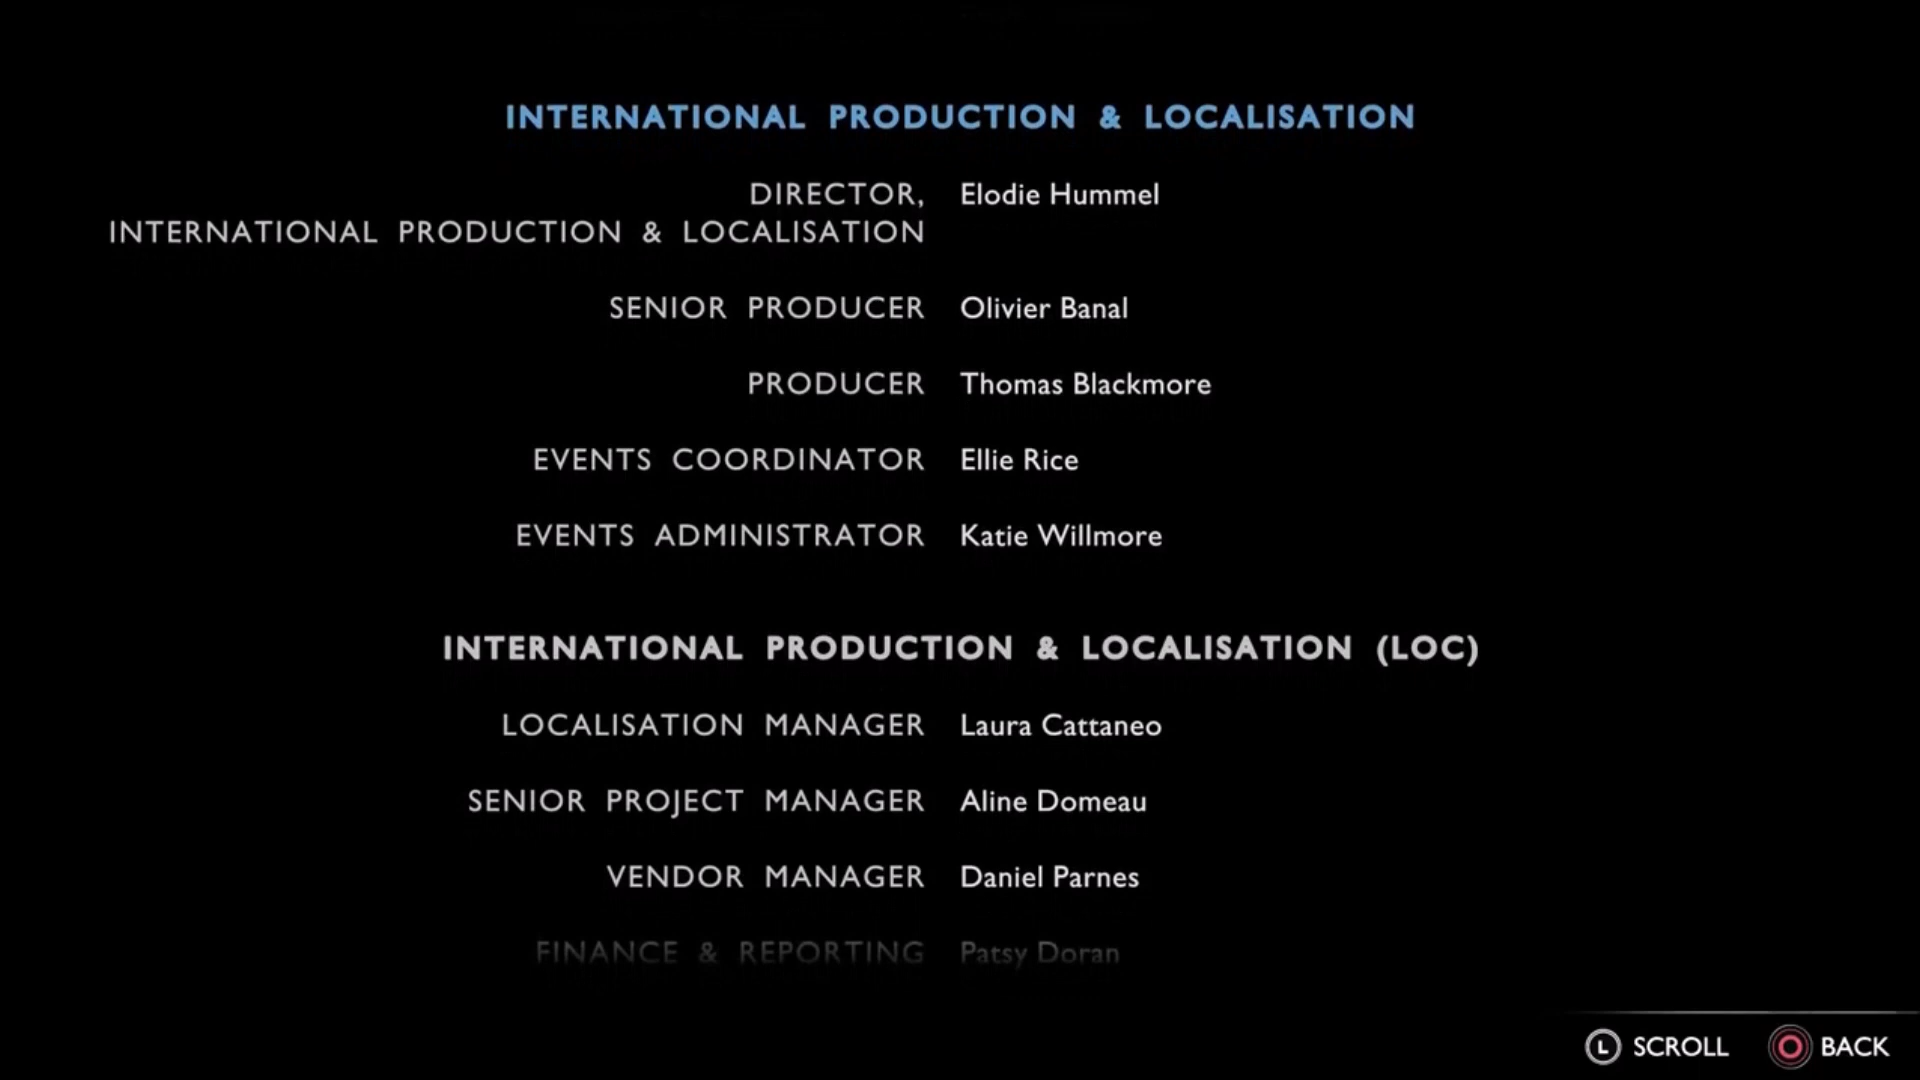 INTERNATIONAL PRODUCTION & LOCALISATION
DIRECTOR, Elodie Hummel
INTERNATIONAL PRODUCTION & LOCALISATION
SENIOR PRODUCER Olivier Banal
PRODUCER Thomas Blackmore
EVENTS COORDINATOR Ellie Rice
EVENTS ADMINISTRATOR Katie Willmore
INTERNATIONAL PRODUCTION & LOCALISATION (LOC)
LOCALISATION MANAGER Laura Cattaneo
SENIOR PROJECT MANAGER Aline Domeau
VENDOR MANAGER Daniel Parnes
FINANCE & REPORTING Patsy Doran
L SCROLL BACK